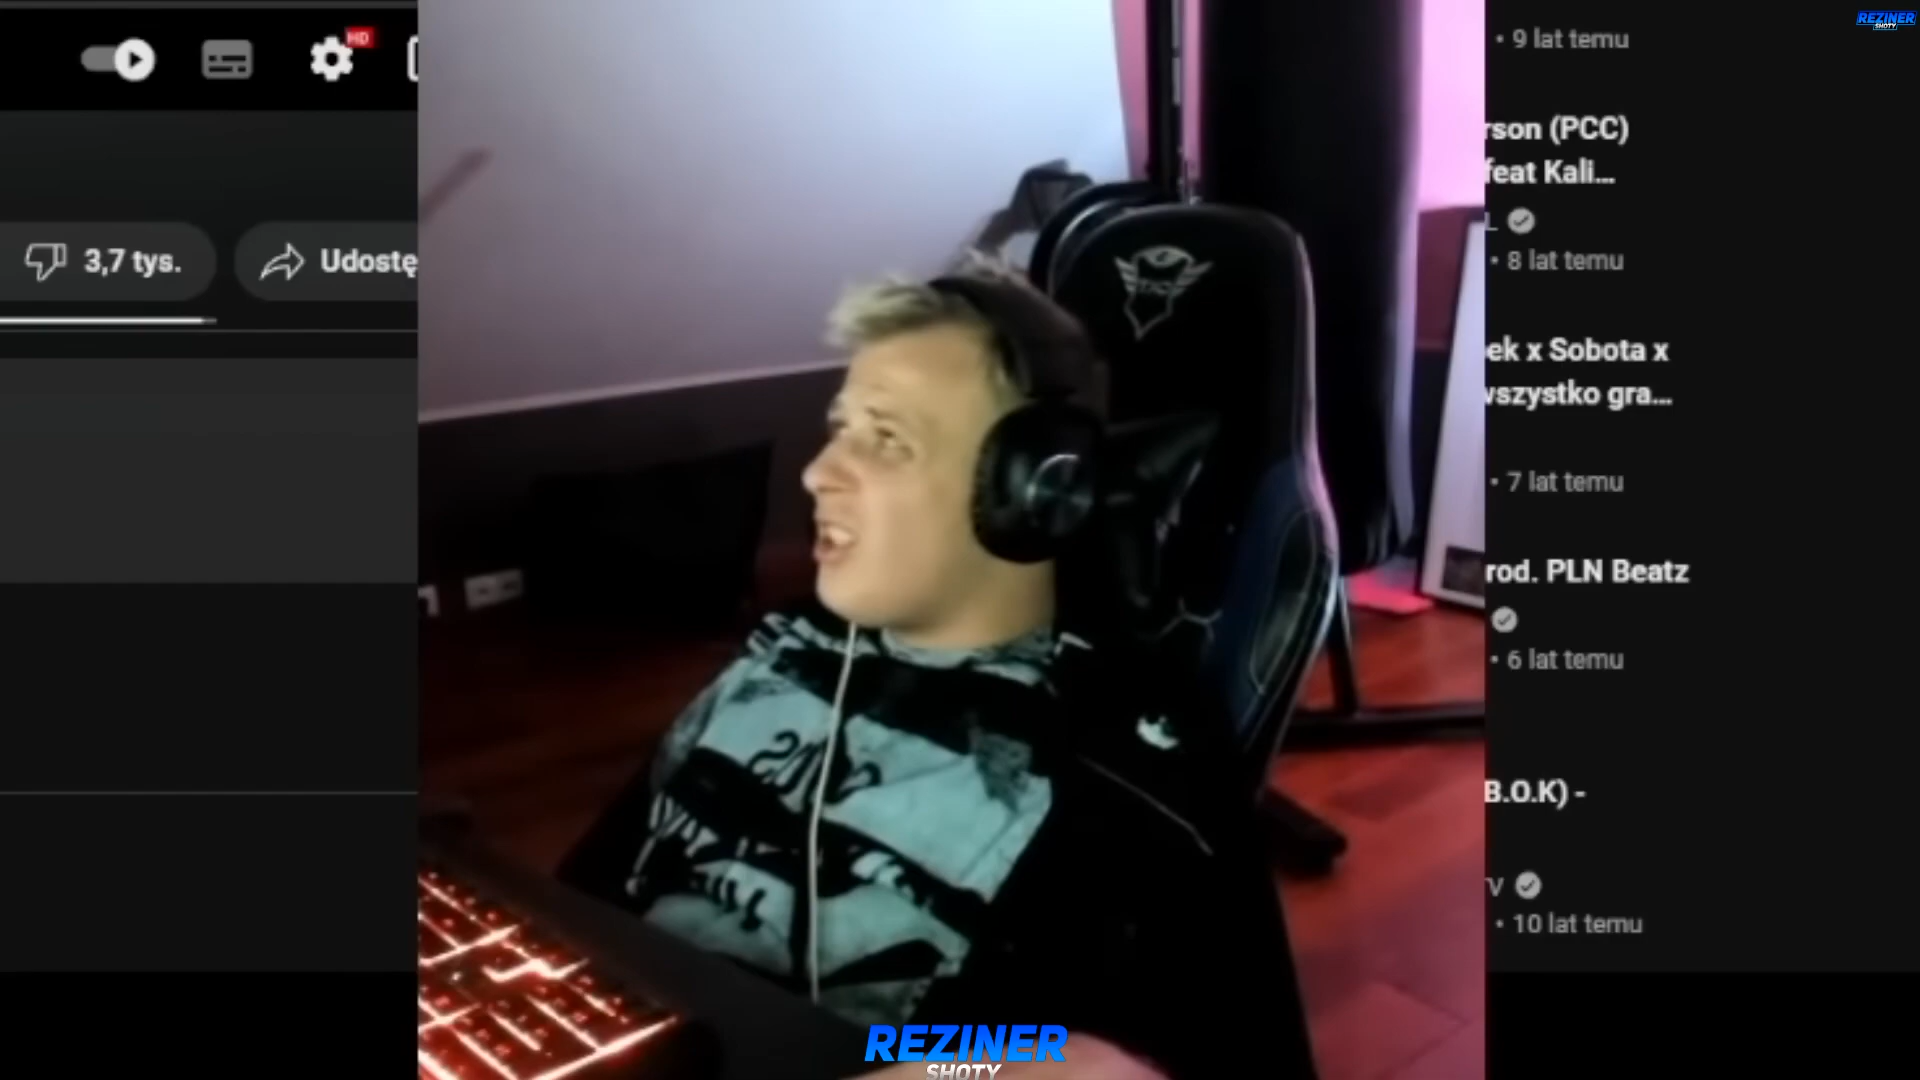 HD
3,7 tys.
Udostę
REZINER
SHOTY
• 9 lat temu
rson (PCC)
feat Kali...
L
• 8 lat temu
ek x Sobota x
wszystko gra...
• 7 lat temu
rod. PLN Beatz
• 6 lat temu
B.O.K) -
V
• 10 lat temu
REZINER
SHOTY